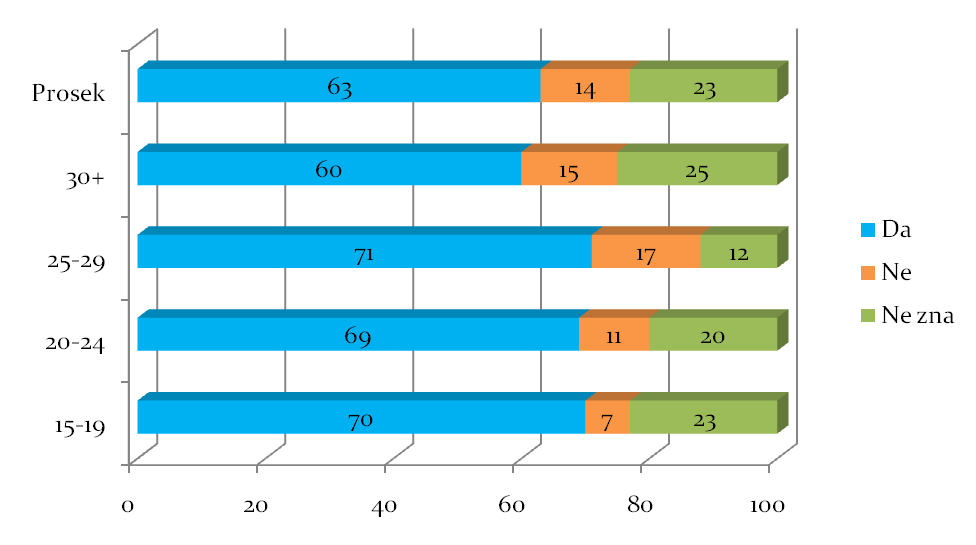 Prosek 63 14 23
30+ 60 15 25
25-29 71 17 12
20-24 69 11 20
15-19 70 7 23
0 20 40 60 80 100
Da
Ne
Ne zna